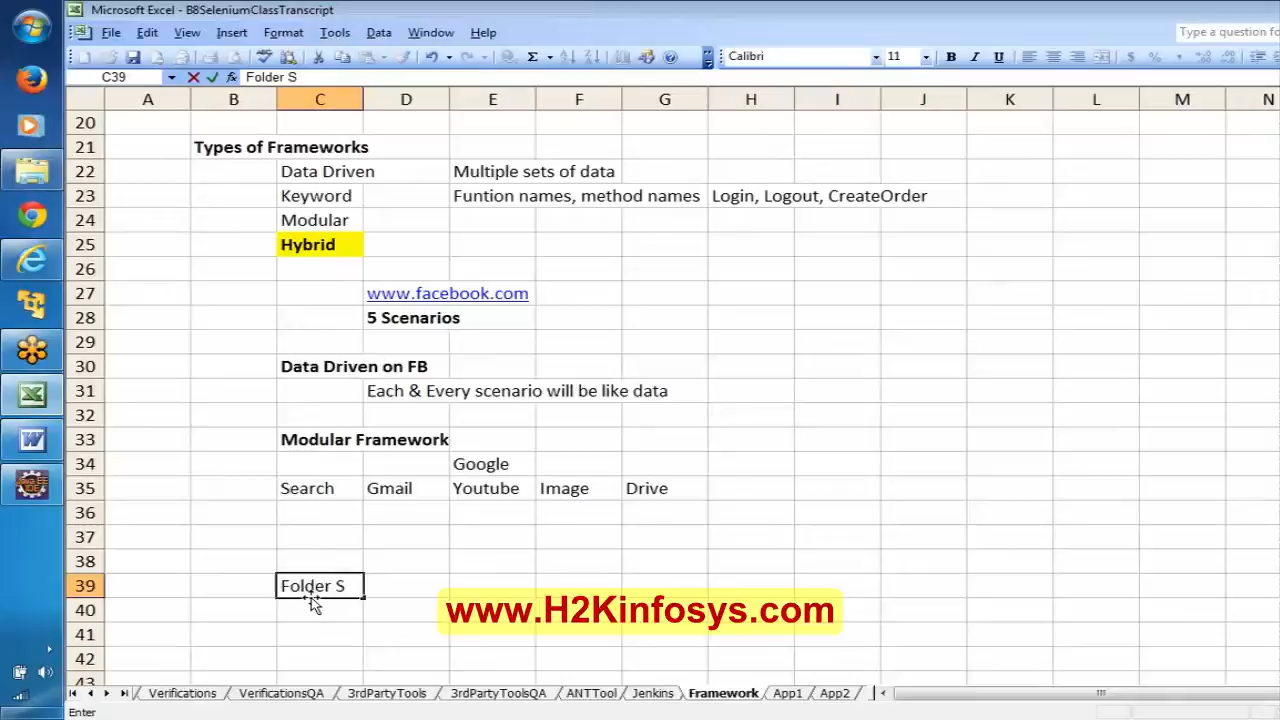 Microsoft Excel - B8SeleniumClassTranscript
File Edit View Insert Format Tools Data Window Help
Type a question fo
Calibri 11 B I U
C39 Folder S
A B C D E F G H I J K L M N
20
21 Types of Frameworks
22 Data Driven Multiple sets of data
23 Keyword Funtion names, method names Login, Logout, CreateOrder
24 Modular
25 Hybrid
26
27 www.facebook.com
28 5 Scenarios
29
30 Data Driven on FB
31 Each & Every scenario will be like data
32
33 Modular Framework
34 Google
35 Search Gmail Youtube Image Drive
36
37
38
39 Folder S
40 www.H2Kinfosys.com
41
42
43
Verifications VerificationsQA 3rdPartyTools 3rdPartyToolsQA ANTTool Jenkins Framework App1 App2
Enter